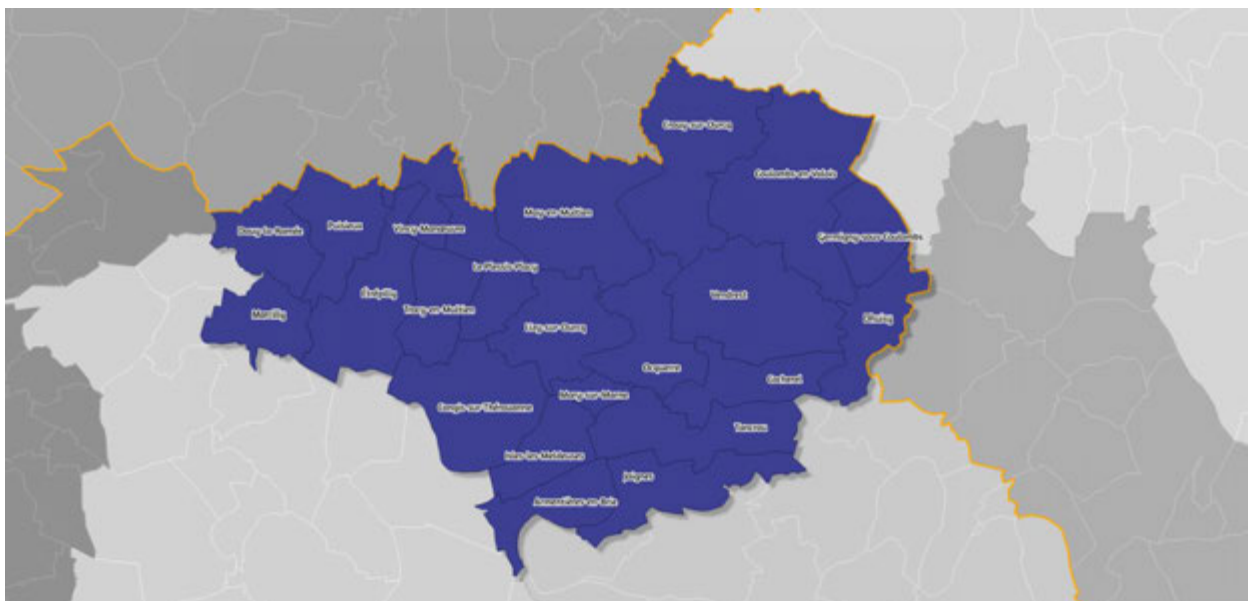 Crouy-sur-Ourcq
Coulombs-en-Valois
May-en-Multien
Douy-la-Ramée
Puisieux
Vincy-Manœuvre
Germigny-sous-Coulombs
Le Plessis-Placy
Étrépilly
Vendrest
Trocy-en-Multien
Marcilly
Lizy-sur-Ourcq
Dhuisy
Ocquerre
Cocherel
Mary-sur-Marne
Congis-sur-Thérouanne
Tancrou
Isles-les-Meldeuses
Jaignes
Armentières-en-Brie